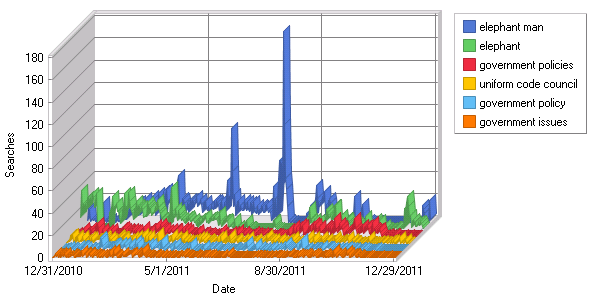 elephant man
elephant
government policies
uniform code council
government policy
government issues
Searches
180
160
140
120
100
80
60
40
20
0
12/31/2010 5/1/2011 8/30/2011 12/29/2011
Date